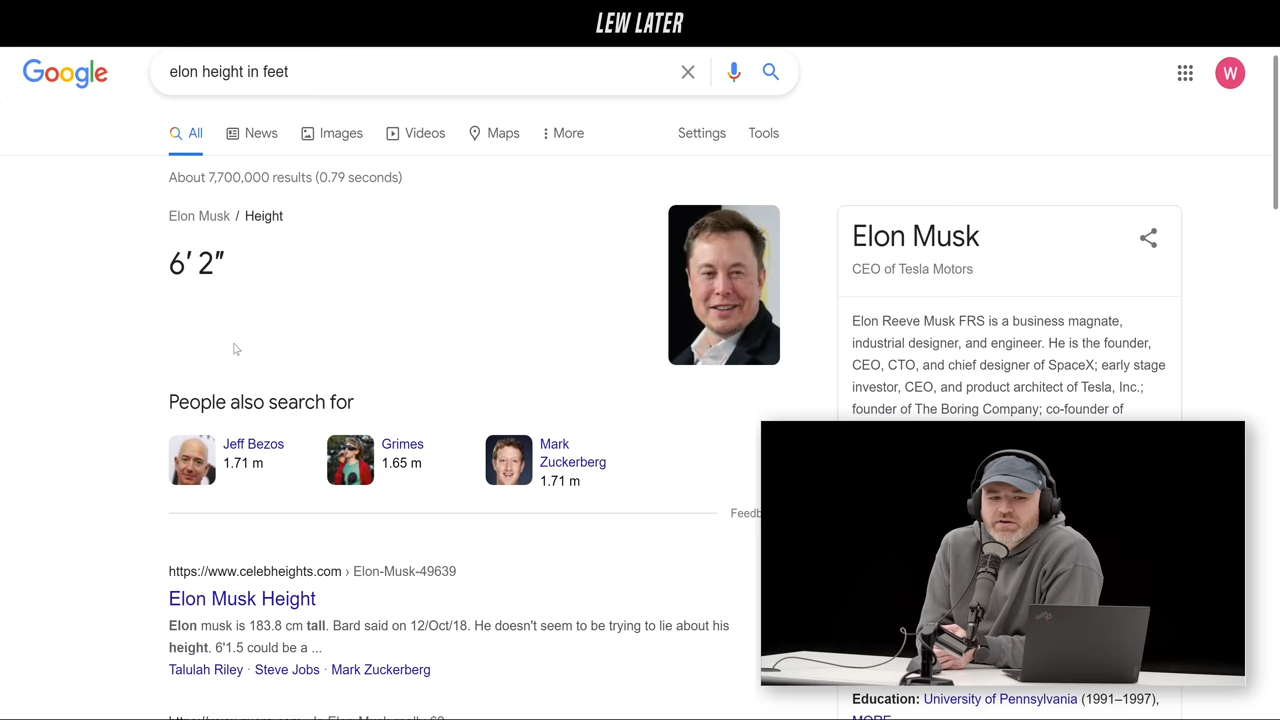 LEW LATER
Google
elon height in feet
W
All
News
Images
Videos
Maps
More
Settings
Tools
About 7,700,000 results (0.79 seconds)
Elon Musk / Height
6′ 2″
People also search for
Jeff Bezos
1.71 m
Grimes
1.65 m
Mark
Zuckerberg
1.71 m
https://www.celebheights.com › Elon-Musk-49639
Elon Musk Height
Elon musk is 183.8 cm tall. Bard said on 12/Oct/18. He doesn't seem to be trying to lie about his
height. 6'1.5 could be a ...
Talulah Riley · Steve Jobs · Mark Zuckerberg
Elon Musk
CEO of Tesla Motors
Elon Reeve Musk FRS is a business magnate,
industrial designer, and engineer. He is the founder,
CEO, CTO, and chief designer of SpaceX; early stage
investor, CEO, and product architect of Tesla, Inc.;
founder of The Boring Company; co-founder of
Education: University of Pennsylvania (1991–1997),